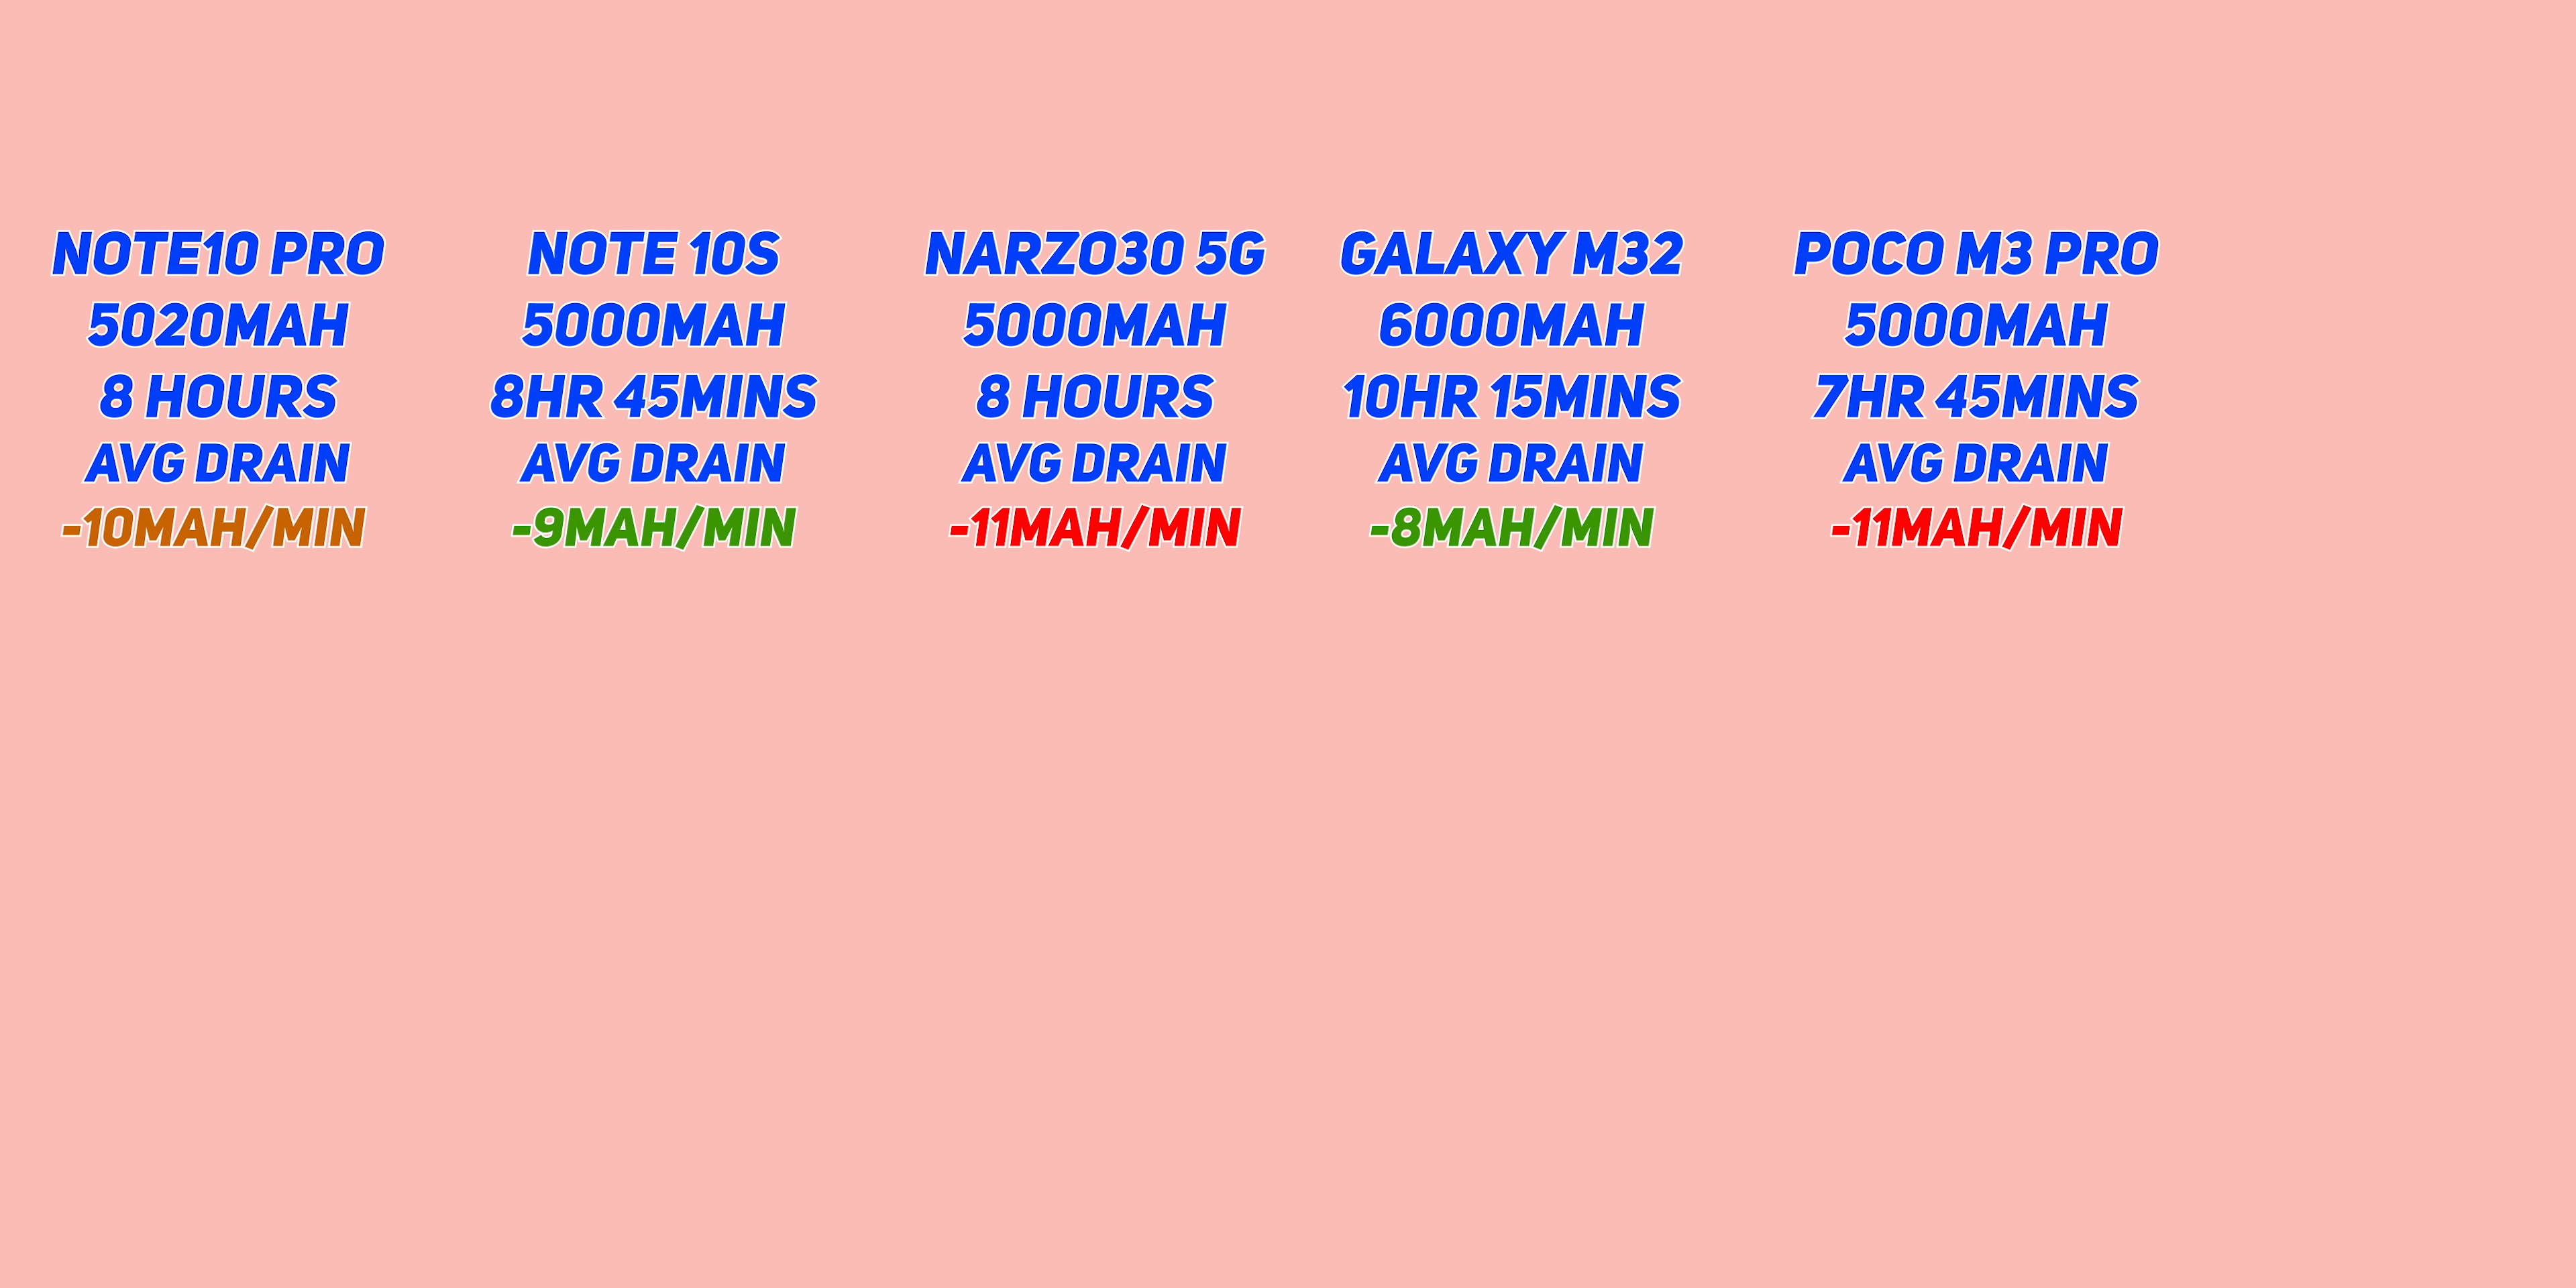 NOTE10 PRO
5020MAH
8 HOURS
AVG DRAIN
-10MAH/MIN
NOTE 10S
5000MAH
8HR 45MINS
AVG DRAIN
-9MAH/MIN
NARZO30 5G
5000MAH
8 HOURS
AVG DRAIN
-11MAH/MIN
GALAXY M32
6000MAH
10HR 15MINS
AVG DRAIN
-8MAH/MIN
POCO M3 PRO
5000MAH
7HR 45MINS
AVG DRAIN
-11MAH/MIN